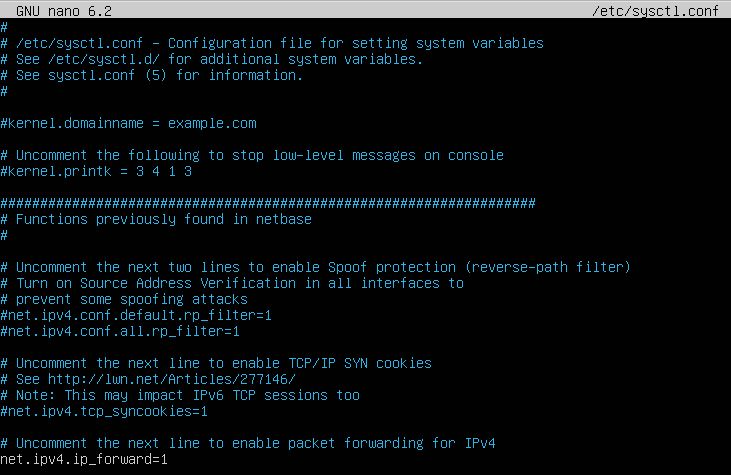 GNU nano 6.2 /etc/sysctl.conf
#
# /etc/sysctl.conf - Configuration file for setting system variables
# See /etc/sysctl.d/ for additional system variables.
# See sysctl.conf (5) for information.
#
#kernel.domainname = example.com
# Uncomment the following to stop low-level messages on console
#kernel.printk = 3 4 1 3
###################################################################
# Functions previously found in netbase
#
# Uncomment the next two lines to enable Spoof protection (reverse-path filter)
# Turn on Source Address Verification in all interfaces to
# prevent some spoofing attacks
#net.ipv4.conf.default.rp_filter=1
#net.ipv4.conf.all.rp_filter=1
# Uncomment the next line to enable TCP/IP SYN cookies
# See http://lwn.net/Articles/277146/
# Note: This may impact IPv6 TCP sessions too
#net.ipv4.tcp_syncookies=1
# Uncomment the next line to enable packet forwarding for IPv4
net.ipv4.ip_forward=1